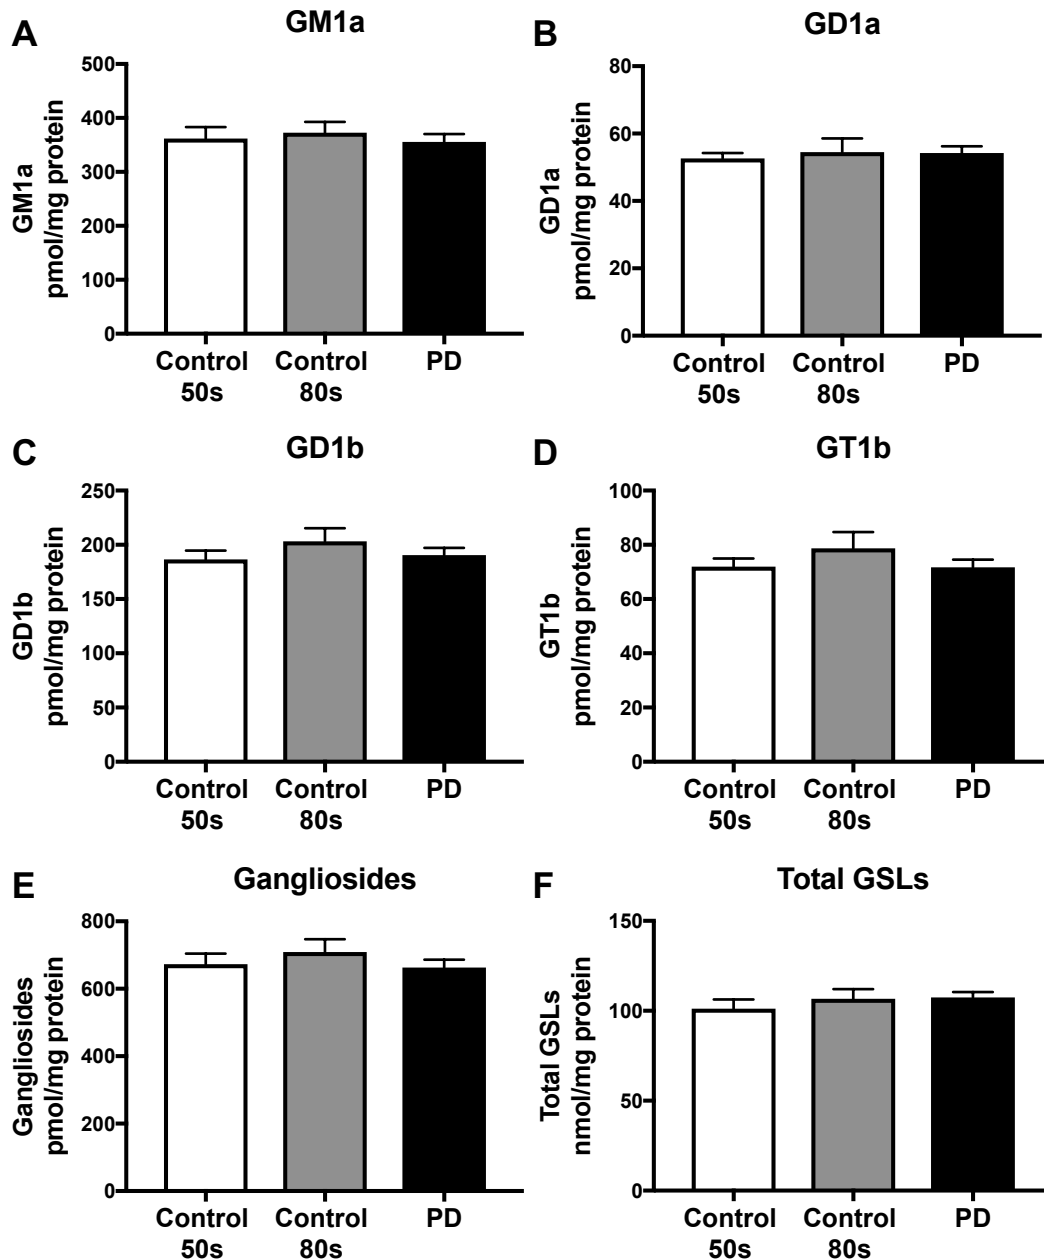 A
GM1a
GM1a
pmol/mg protein
500
400
300
200
100
0
Control
50s
Control
80s
PD
B
GD1a
GD1a
pmol/mg protein
80
60
40
20
0
Control
50s
Control
80s
PD
C
GD1b
GD1b
pmol/mg protein
250
200
150
100
50
0
Control
50s
Control
80s
PD
D
GT1b
GT1b
pmol/mg protein
100
80
60
40
20
0
Control
50s
Control
80s
PD
E
Gangliosides
Gangliosides
pmol/mg protein
800
600
400
200
0
Control
50s
Control
80s
PD
F
Total GSLs
Total GSLs
nmol/mg protein
150
100
50
0
Control
50s
Control
80s
PD